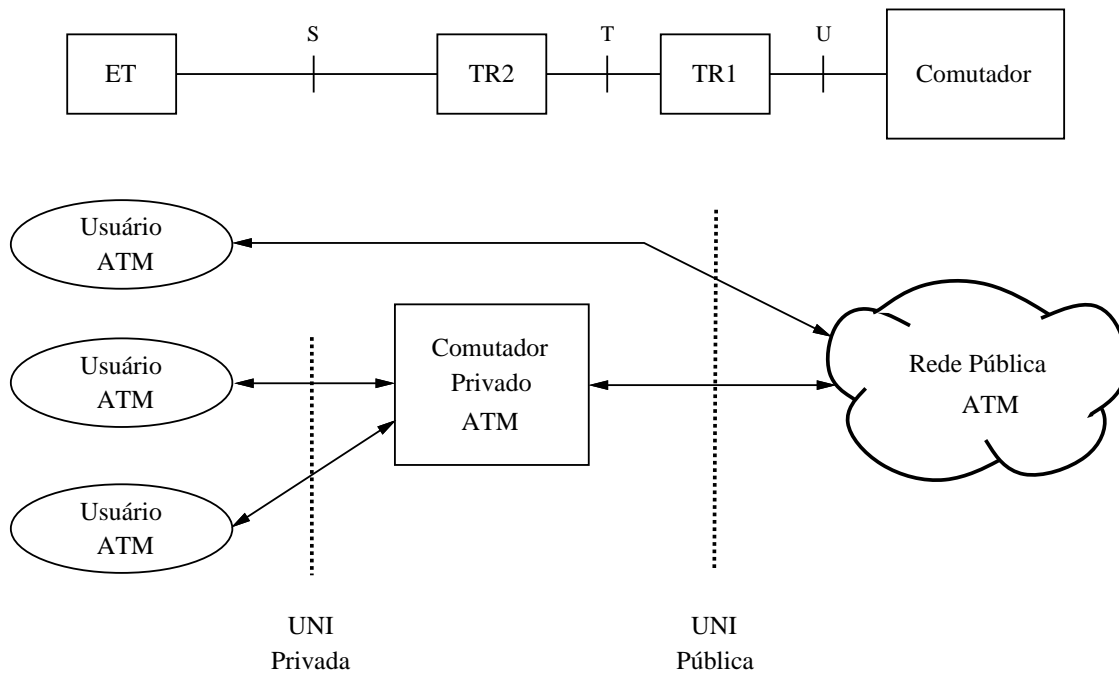 S
T
U
ET
TR2
TR1
Comutador
Usuário
ATM
Usuário
ATM
Comutador
Privado
ATM
Rede Pública
ATM
Usuário
ATM
UNI
Privada
UNI
Pública